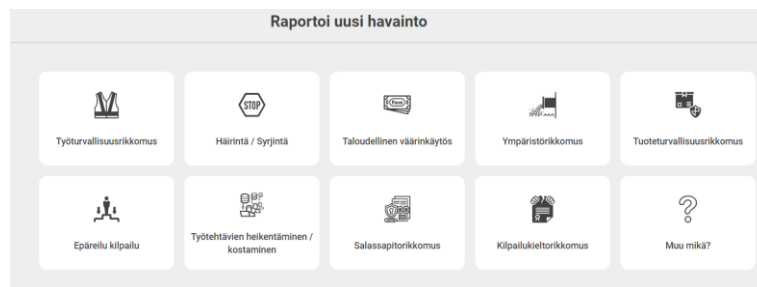 Raportoi uusi havainto
STOP
Työturvallisuusrikkomus
Häirintä / Syrjintä
Taloudellinen väärinkäytös
Ympäristörikkomus
Tuoteturvallisuusrikkomus
Epäreilu kilpailu
Työtehtävien heikentäminen /
kostaminen
Salassapitorikkomus
Kilpailukieltorikkomus
Muu mikä?